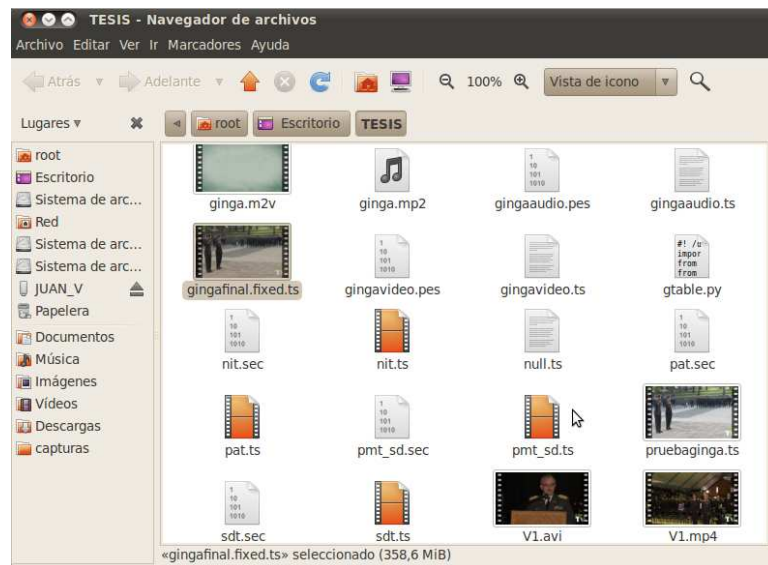 TESIS - Navegador de archivos
Archivo Editar Ver Ir Marcadores Ayuda
Atrás Adelante 100% Vista de icono
Lugares root Escritorio TESIS
root
Escritorio
Sistema de arc...
Red
Sistema de arc...
Sistema de arc...
JUAN_V
Papelera
Documentos
Música
Imágenes
Vídeos
Descargas
capturas
ginga.m2v ginga.mp2 gingaaudio.pes gingaaudio.ts
gingafinal.fixed.ts gingavideo.pes gingavideo.ts gtable.py
nit.sec nit.ts null.ts pat.sec
pat.ts pmt_sd.sec pmt_sd.ts pruebaginga.ts
sdt.sec sdt.ts V1.avi V1.mp4
«gingafinal.fixed.ts» seleccionado (358,6 MiB)